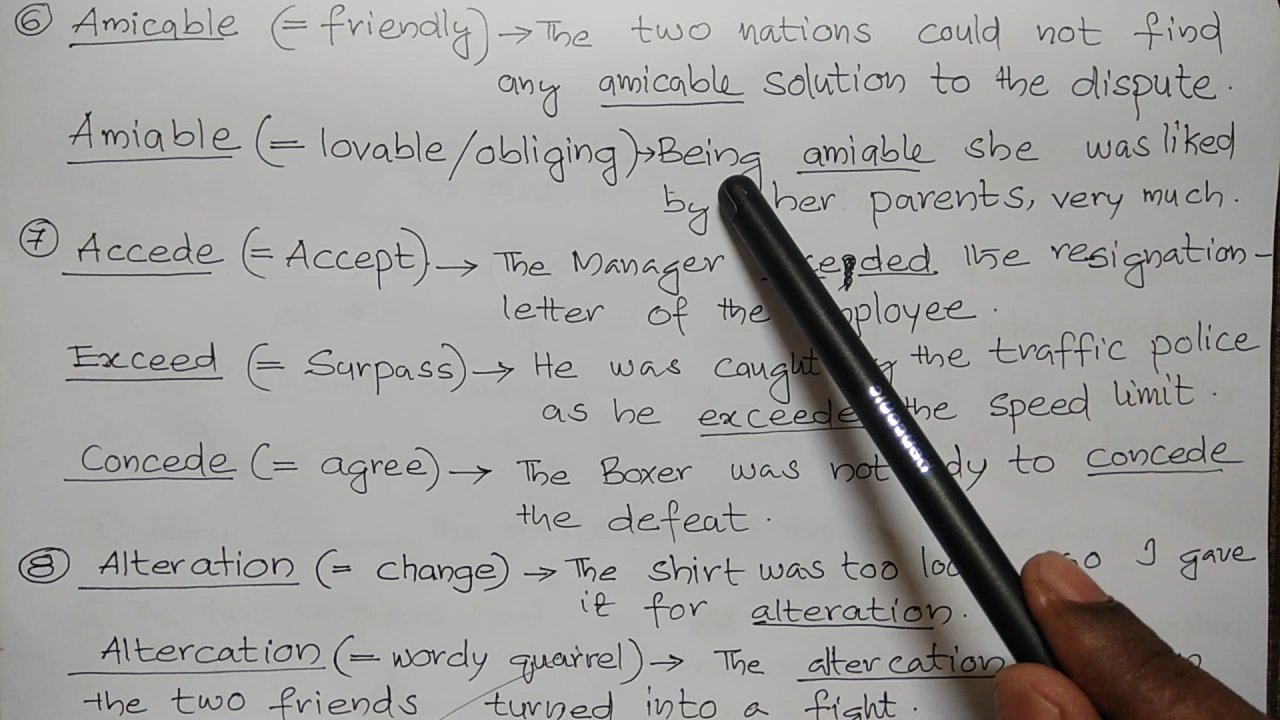 ⑥ Amicable (= friendly) → The two nations could not find
any amicable solution to the dispute.
Amiable (= lovable/obliging) → Being amiable she was liked
by her parents, very much.
⑦ Accede (= Accept) → The Manager the resignation-
letter of the
Exceed (= Surpass) → He was caught the traffic police
as he exceede the speed limit.
Concede (= agree) → The Boxer was not to concede
the defeat.
⑧ Alteration (= change) → The shirt was too so I gave
it for alteration.
Altercation (= wordy quarrel) → The altercation
the two friends turned into a fight.